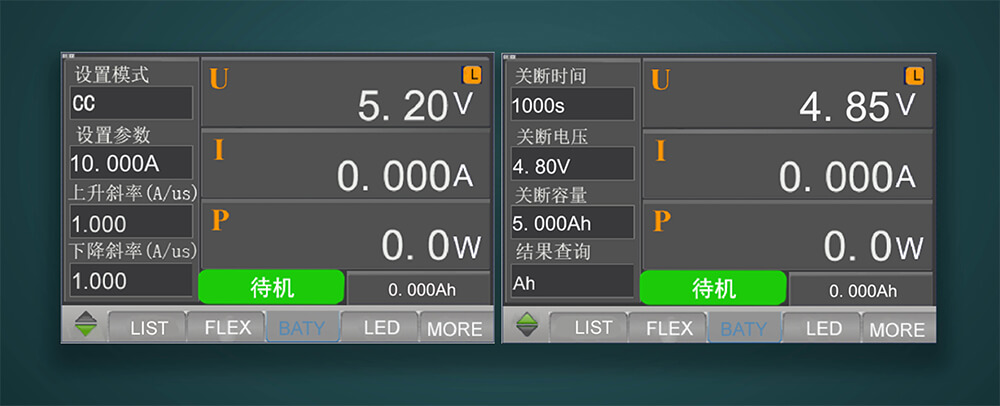 设置模式
CC
设置参数
10. 000A
上升斜率(A/us)
1.000
下降斜率(A/us)
1.000
U
L
5. 20V
I
0. 000A
P
0. 0W
待机
0. 000Ah
LIST
FLEX
BATY
LED
MORE
关断时间
1000s
关断电压
4. 80V
关断容量
5. 000Ah
结果查询
Ah
U
L
4. 85V
I
0. 000A
P
0. 0W
待机
0. 000Ah
LIST
FLEX
BATY
LED
MORE